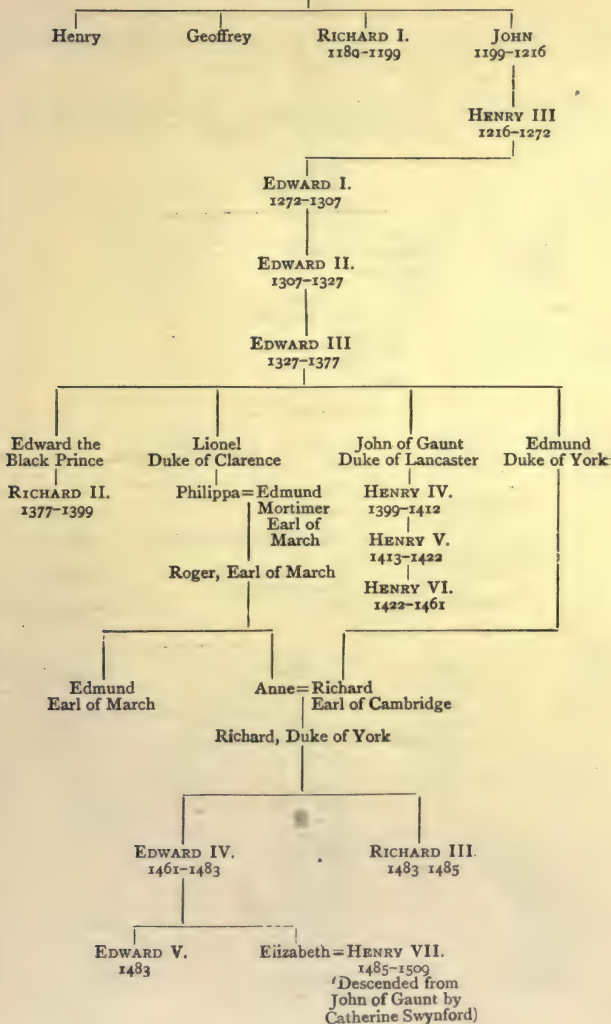 Henry Geoffrey RICHARD I. JOHN
1189-1199 1199-1216
HENRY III
1216-1272
EDWARD I.
1272-1307
EDWARD II.
1307-1327
EDWARD III
1327-1377
Edward the Lionel John of Gaunt Edmund
Black Prince Duke of Clarence Duke of Lancaster Duke of York
RICHARD II. Philippa=Edmund HENRY IV.
1377-1399 Mortimer 1399-1412
Earl of HENRY V.
March 1413-1422
Roger, Earl of March HENRY VI.
1422-1461
Edmund Anne=Richard
Earl of March Earl of Cambridge
Richard, Duke of York
EDWARD IV. RICHARD III.
1461-1483 1483 1485
EDWARD V. Elizabeth=HENRY VII.
1483 1485-1509
'Descended from
John of Gaunt by
Catherine Swynford)